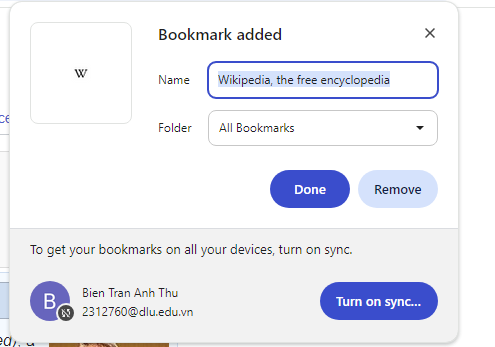 Bookmark added
W
Name
Wikipedia, the free encyclopedia
Folder
All Bookmarks
Done
Remove
To get your bookmarks on all your devices, turn on sync.
B
Bien Tran Anh Thu
2312760@dlu.edu.vn
Turn on sync...